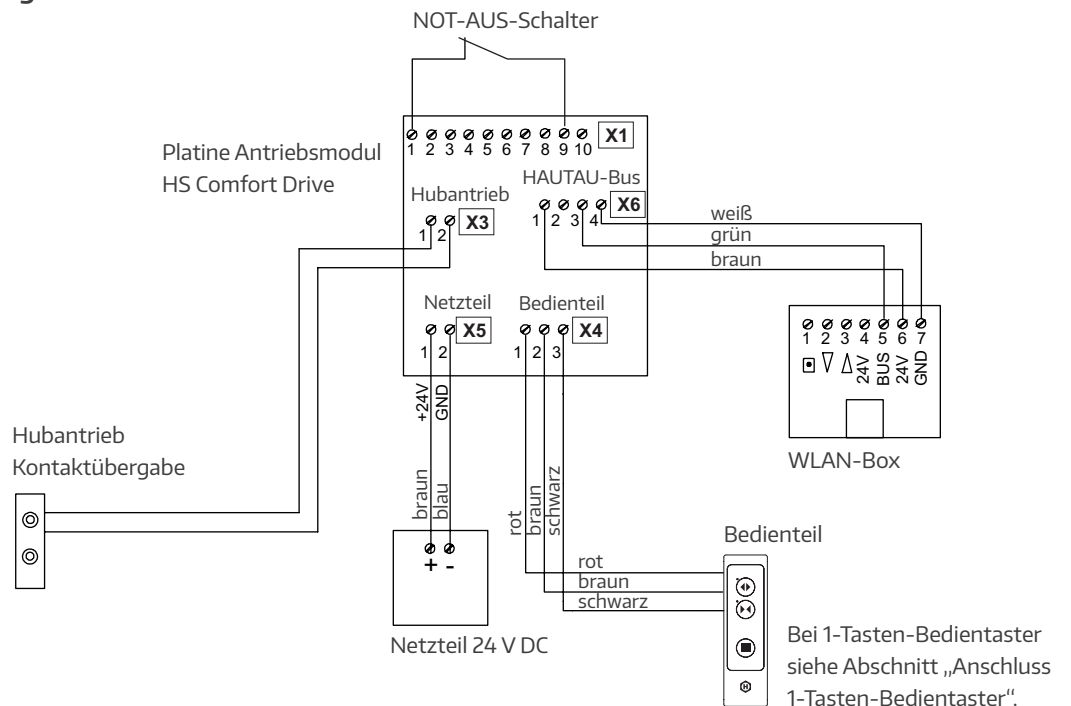 NOT-AUS-Schalter
Platine Antriebsmodul
HS Comfort Drive
1 2 3 4 5 6 7 8 9 10 X1
HAUTAU-Bus
1 2 3 4 X6
Hubantrieb
1 2 X3
weiß
grün
braun
Netzteil
1 2 X5
Bedienteil
1 2 3 X4
1 2 3 4 5 6 7
24V
BUS
24V
GND
WLAN-Box
+24V
GND
Hubantrieb
Kontaktübergabe
braun
blau
rot
braun
schwarz
+ -
Netzteil 24 V DC
rot
braun
schwarz
Bedienteil
H
Bei 1-Tasten-Bedientaster
siehe Abschnitt „Anschluss
1-Tasten-Bedientaster“.